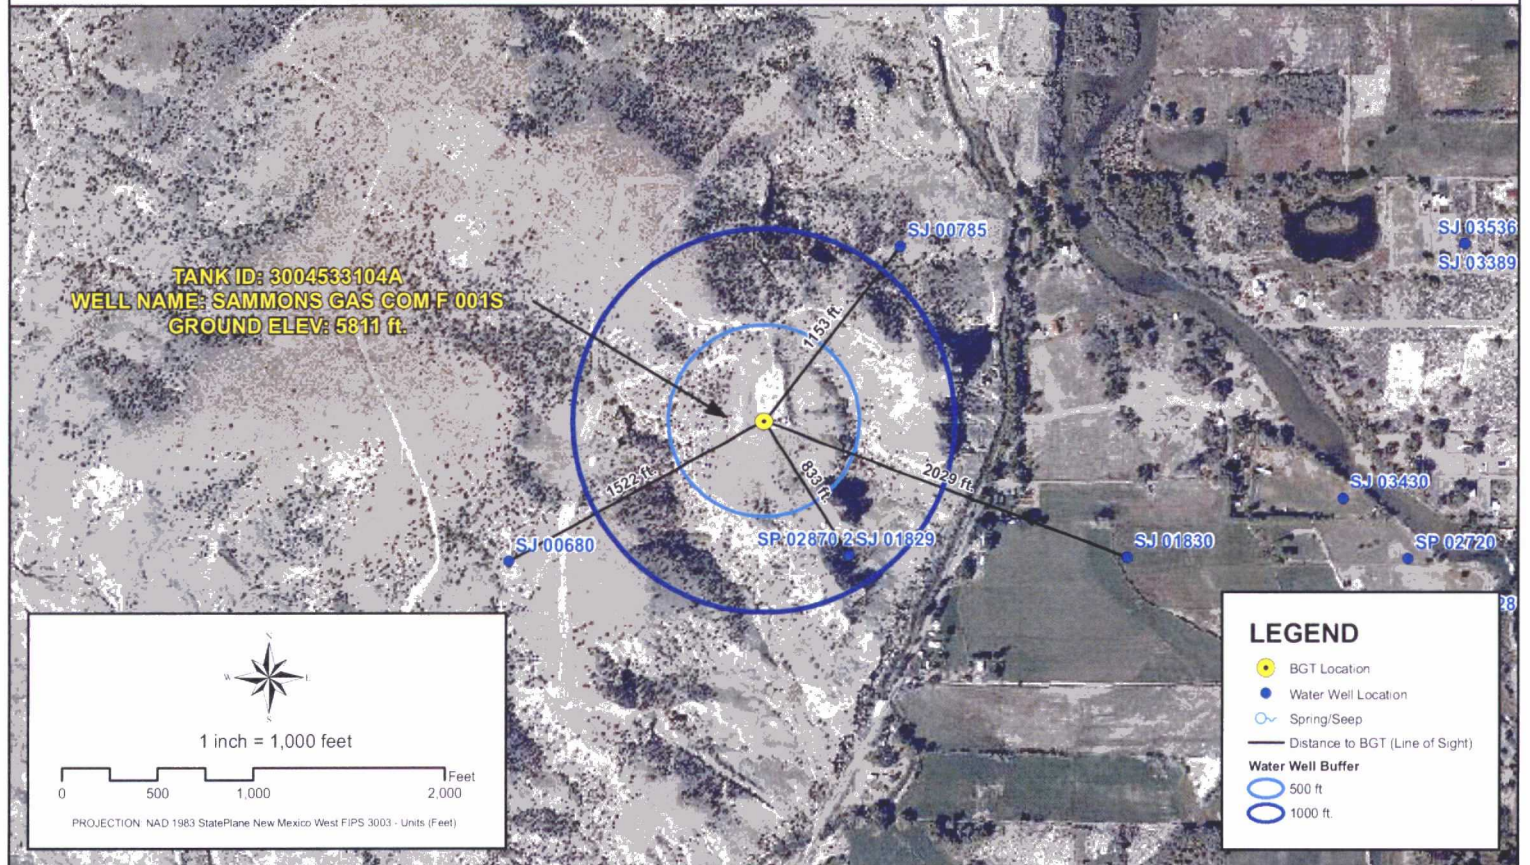 SJ 00785
SJ 03536
SJ 03389
TANK ID: 3004533104A
WELL NAME: SAMMONS GAS COM F 001S
GROUND ELEV: 5811 ft.
1153 ft.
1522 ft.
833 ft.
2029 ft.
SJ 03430
SJ 00680
SP 02870 2 SJ 01829
SJ 01830
SP 02720
28
N
W
E
S
1 inch = 1,000 feet
Feet
0 500 1,000 2,000
PROJECTION: NAD 1983 StatePlane New Mexico West FIPS 3003 - Units (Feet)
LEGEND
BGT Location
Water Well Location
Spring/Seep
Distance to BGT (Line of Sight)
Water Well Buffer
500 ft
1000 ft.